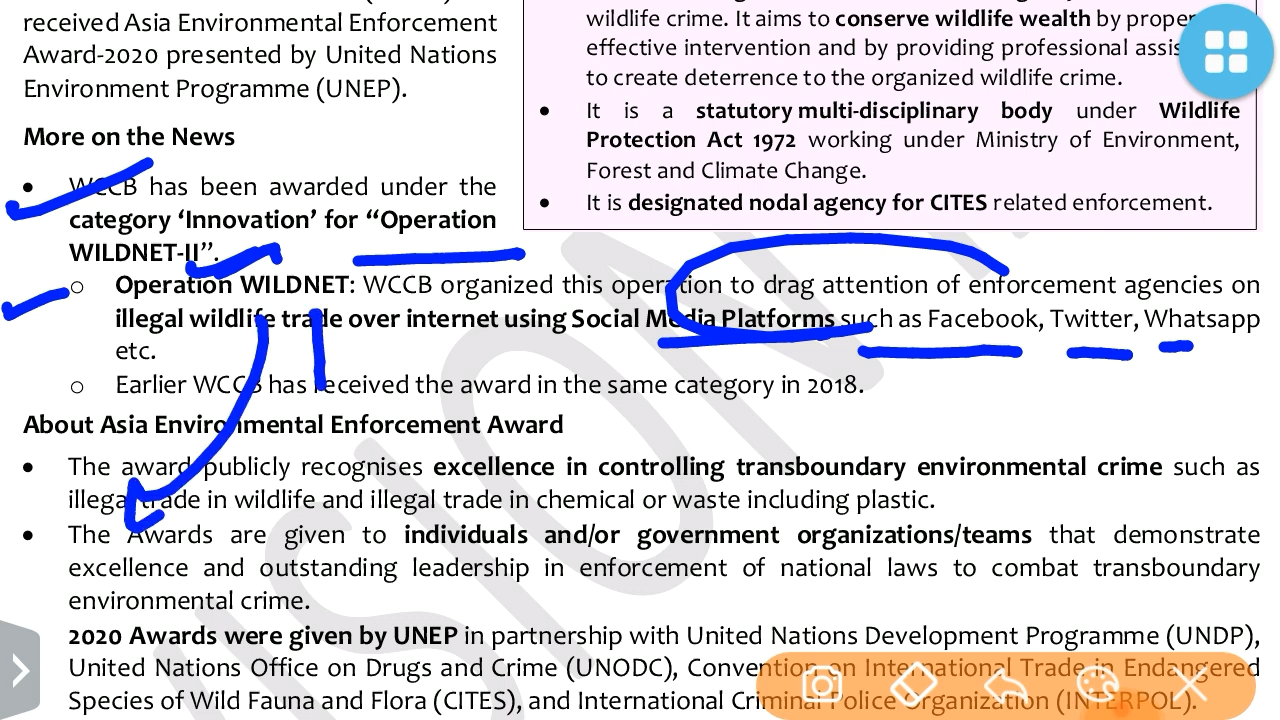 received Asia Environmental Enforcement
Award-2020 presented by United Nations
Environment Programme (UNEP).
More on the News
• WCCB has been awarded under the
category ‘Innovation’ for “Operation
WILDNET-II”.
wildlife crime. It aims to conserve wildlife wealth by proper
effective intervention and by providing professional
to create deterrence to the organized wildlife crime.
• It is a statutory multi-disciplinary body under Wildlife
Protection Act 1972 working under Ministry of Environment,
Forest and Climate Change.
• It is designated nodal agency for CITES related enforcement.
o Operation WILDNET: WCCB organized this operation to drag attention of enforcement agencies on
illegal wildlife trade over internet using Social Media Platforms such as Facebook, Twitter, Whatsapp
etc.
o Earlier WCCB has received the award in the same category in 2018.
About Asia Environmental Enforcement Award
• The award publicly recognises excellence in controlling transboundary environmental crime such as
illegal trade in wildlife and illegal trade in chemical or waste including plastic.
• The Awards are given to individuals and/or government organizations/teams that demonstrate
excellence and outstanding leadership in enforcement of national laws to combat transboundary
environmental crime.
2020 Awards were given by UNEP in partnership with United Nations Development Programme (UNDP),
United Nations Office on Drugs and Crime (UNODC), Convention on International Trade in Endangered
Species of Wild Fauna and Flora (CITES), and International Criminal Police Organization (INTERPOL).